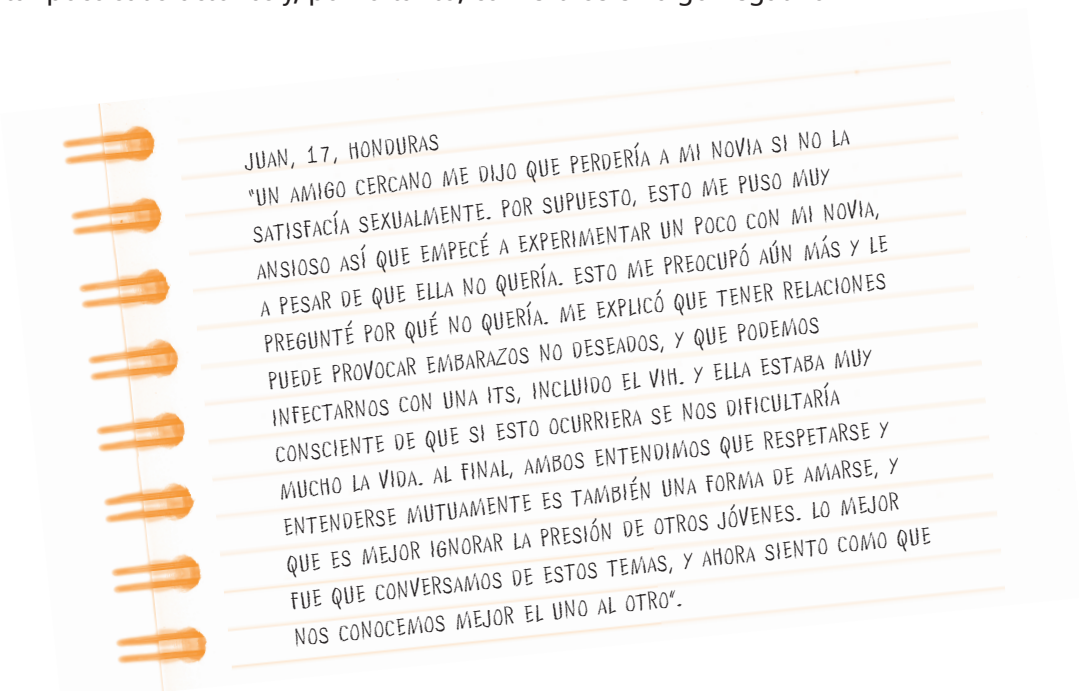 JUAN, 17, HONDURAS
"UN AMIGO CERCANO ME DIJO QUE PERDERÍA A MI NOVIA SI NO LA
SATISFACÍA SEXUALMENTE. POR SUPUESTO, ESTO ME PUSO MUY
ANSIOSO ASÍ QUE EMPECÉ A EXPERIMENTAR UN POCO CON MI NOVIA,
A PESAR DE QUE ELLA NO QUERÍA. ESTO ME PREOCUPÓ AÚN MÁS Y LE
PREGUNTÉ POR QUÉ NO QUERÍA. ME EXPLICÓ QUE TENER RELACIONES
PUEDE PROVOCAR EMBARAZOS NO DESEADOS, Y QUE PODEMOS
INFECTARNOS CON UNA ITS, INCLUIDO EL VIH. Y ELLA ESTABA MUY
CONSCIENTE DE QUE SI ESTO OCURRIERA SE NOS DIFICULTARÍA
MUCHO LA VIDA. AL FINAL, AMBOS ENTENDIMOS QUE RESPETARSE Y
ENTENDERSE MUTUAMENTE ES TAMBIÉN UNA FORMA DE AMARSE, Y
QUE ES MEJOR IGNORAR LA PRESIÓN DE OTROS JÓVENES. LO MEJOR
FUE QUE CONVERSAMOS DE ESTOS TEMAS, Y AHORA SIENTO COMO QUE
NOS CONOCEMOS MEJOR EL UNO AL OTRO".